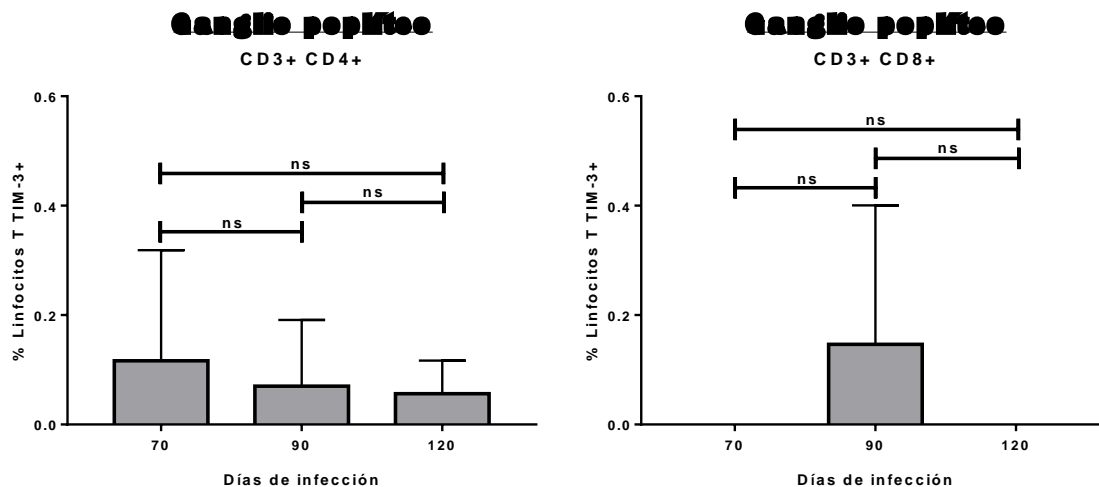 Ganglio poplíteo
CD3+ CD4+
% Linfocitos T TIM-3+
0.6
0.4
0.2
0.0
ns
ns
ns
70
90
120
Días de infección
Ganglio poplíteo
CD3+ CD8+
% Linfocitos T TIM-3+
0.6
0.4
0.2
0.0
ns
ns
ns
70
90
120
Días de infección